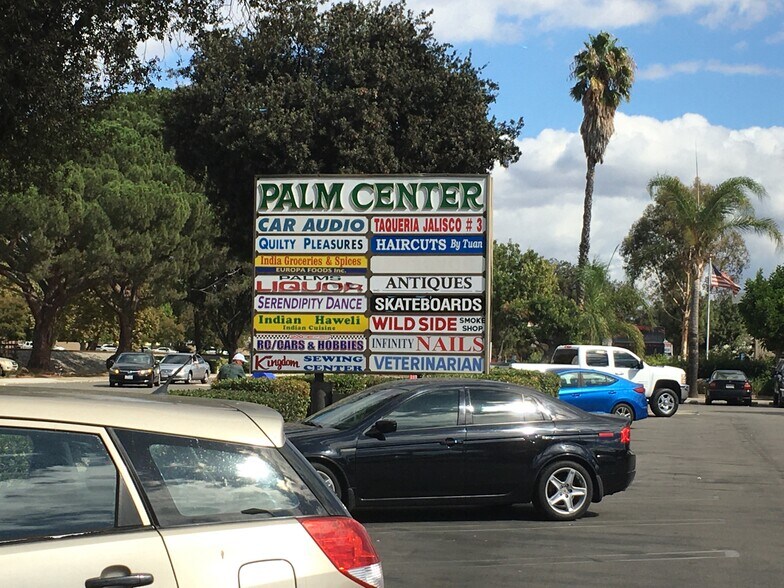 PALM CENTER
CAR AUDIO
TAQUERIA JALISCO # 3
QUILTY PLEASURES
HAIRCUTS By Tuan
India Groceries & Spices
EUROPA FOODS INC.
PALMS
LIQUOR
ANTIQUES
SERENDIPITY DANCE
SKATEBOARDS
Indian Haweli
Indian Cuisine
WILD SIDE SMOKE SHOP
RC/CARS & HOBBIES
INFINITY NAILS
Kingdom SEWING CENTER
VETERINARIAN